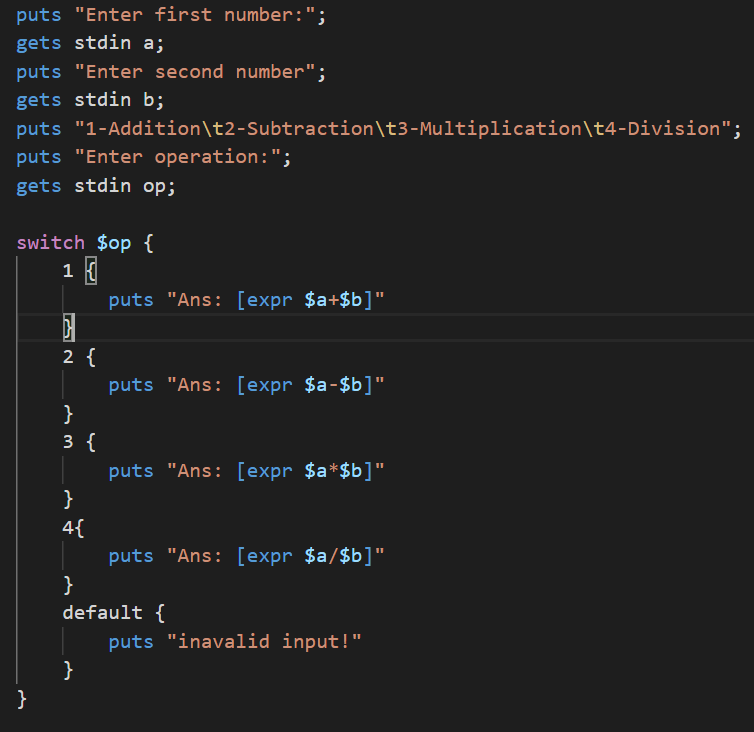 puts "Enter first number:";
gets stdin a;
puts "Enter second number";
gets stdin b;
puts "1-Addition\t2-Subtraction\t3-Multiplication\t4-Division";
puts "Enter operation:";
gets stdin op;

switch $op {
    1 {
        puts "Ans: [expr $a+$b]"
    }
    2 {
        puts "Ans: [expr $a-$b]"
    }
    3 {
        puts "Ans: [expr $a*$b]"
    }
    4{
        puts "Ans: [expr $a/$b]"
    }
    default {
        puts "inavalid input!"
    }
}